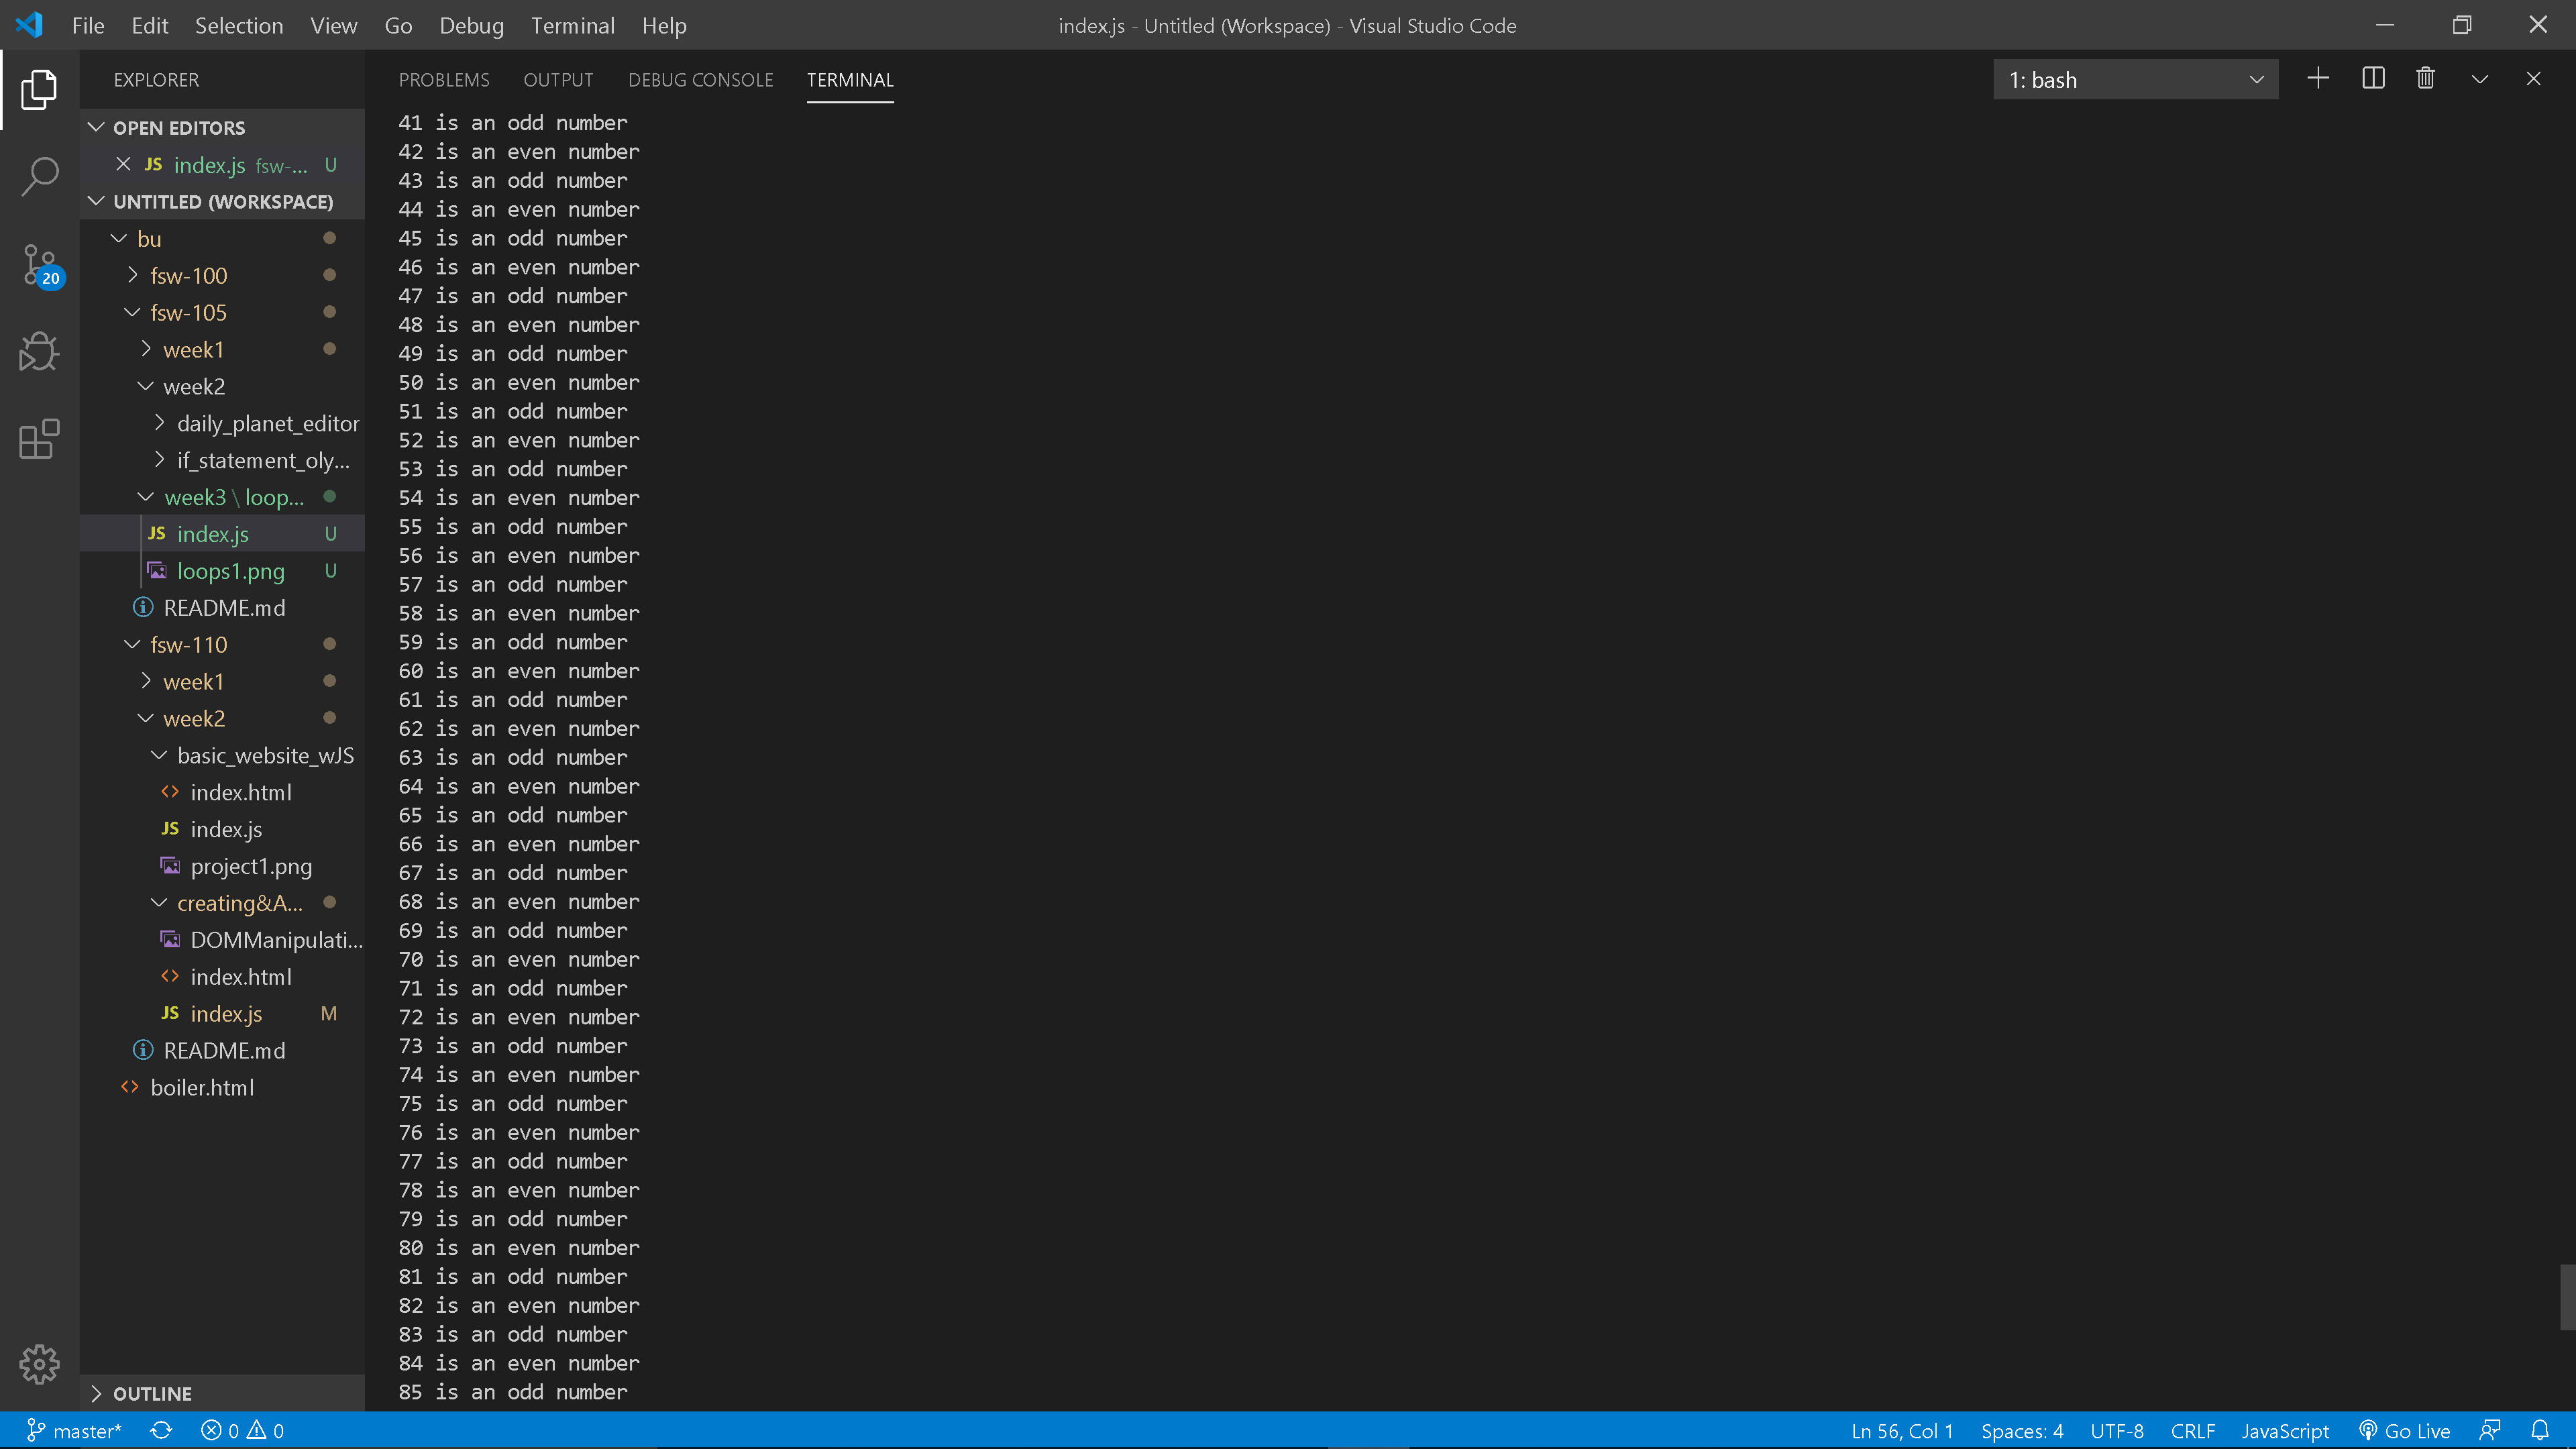 File Edit Selection View Go Debug Terminal Help
index.js - Untitled (Workspace) - Visual Studio Code
EXPLORER
OPEN EDITORS
JS index.js fsw-... U
UNTITLED (WORKSPACE)
bu
fsw-100
fsw-105
week1
week2
daily_planet_editor
if_statement_oly...
week3 \ loop...
JS index.js U
loops1.png U
README.md
fsw-110
week1
week2
basic_website_wJS
index.html
JS index.js
project1.png
creating&A...
DOMManipulati...
index.html
JS index.js M
README.md
boiler.html
OUTLINE
20
PROBLEMS OUTPUT DEBUG CONSOLE TERMINAL
1: bash
41 is an odd number
42 is an even number
43 is an odd number
44 is an even number
45 is an odd number
46 is an even number
47 is an odd number
48 is an even number
49 is an odd number
50 is an even number
51 is an odd number
52 is an even number
53 is an odd number
54 is an even number
55 is an odd number
56 is an even number
57 is an odd number
58 is an even number
59 is an odd number
60 is an even number
61 is an odd number
62 is an even number
63 is an odd number
64 is an even number
65 is an odd number
66 is an even number
67 is an odd number
68 is an even number
69 is an odd number
70 is an even number
71 is an odd number
72 is an even number
73 is an odd number
74 is an even number
75 is an odd number
76 is an even number
77 is an odd number
78 is an even number
79 is an odd number
80 is an even number
81 is an odd number
82 is an even number
83 is an odd number
84 is an even number
85 is an odd number
master* 0 0
Ln 56, Col 1 Spaces: 4 UTF-8 CRLF JavaScript Go Live